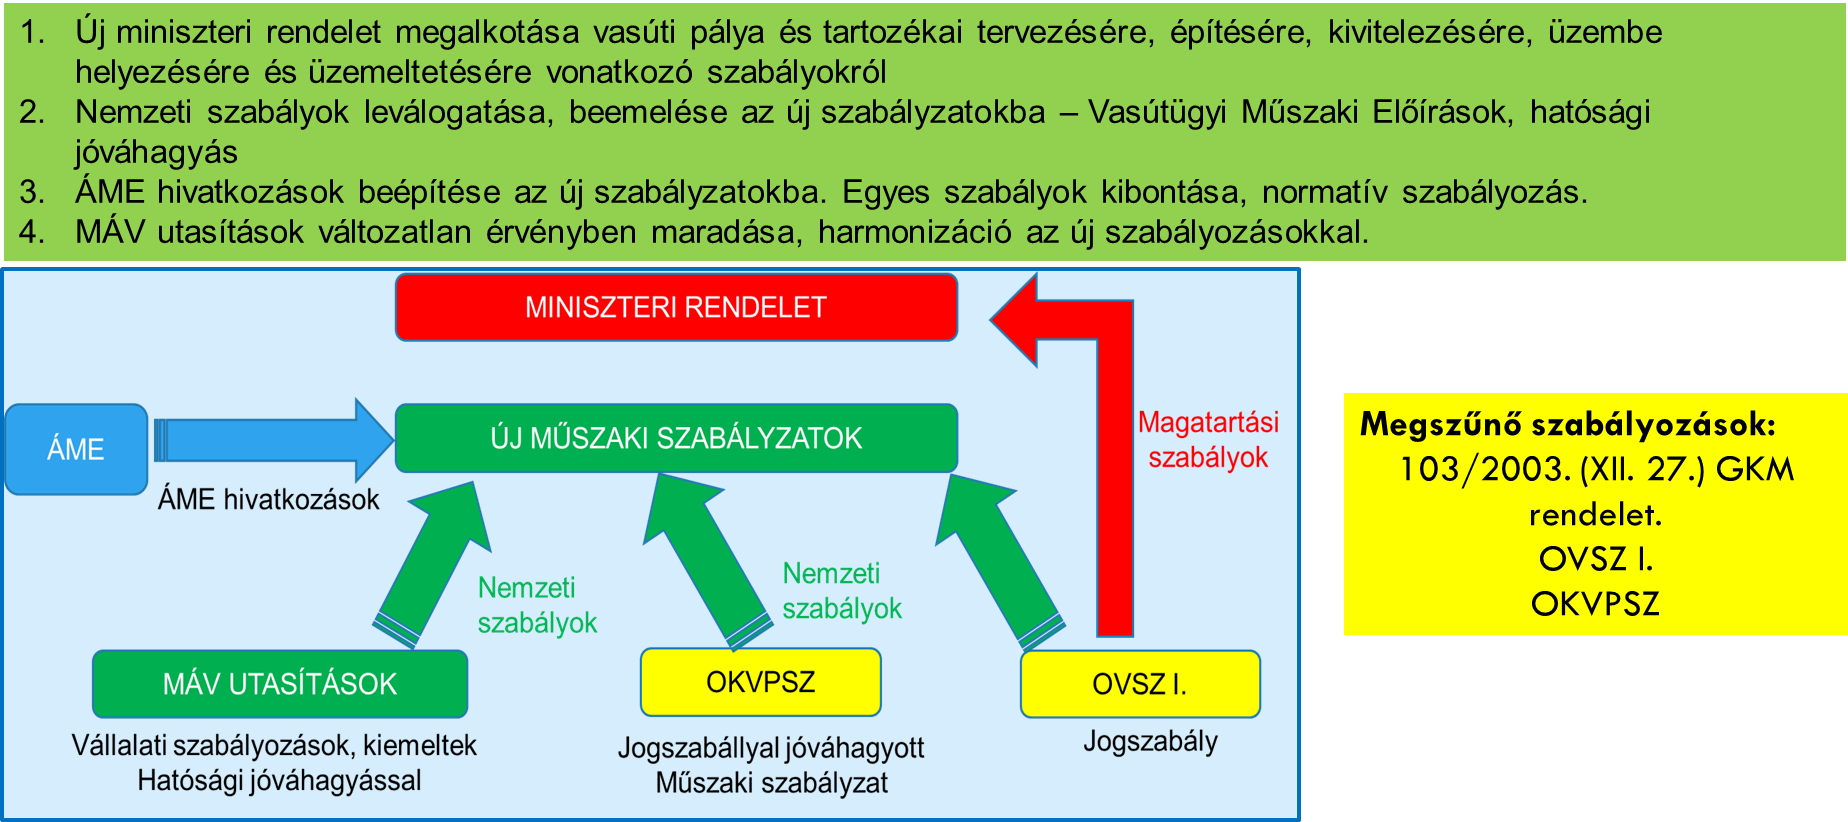 1. Új miniszteri rendelet megalkotása vasúti pálya és tartozékai tervezésére, építésére, kivitelezésére, üzembe
helyezésére és üzemeltetésére vonatkozó szabályokról
2. Nemzeti szabályok leválogatása, beemelése az új szabályzatokba – Vasútügyi Műszaki Előírások, hatósági
jóváhagyás
3. ÁME hivatkozások beépítése az új szabályzatokba. Egyes szabályok kibontása, normatív szabályozás.
4. MÁV utasítások változatlan érvényben maradása, harmonizáció az új szabályozásokkal.
MINISZTERI RENDELET
ÁME
ÁME hivatkozások
ÚJ MŰSZAKI SZABÁLYZATOK
Magatartási
szabályok
Nemzeti
szabályok
Nemzeti
szabályok
MÁV UTASÍTÁSOK
Vállalati szabályozások, kiemeltek
Hatósági jóváhagyással
OKVPSZ
Jogszabállyal jóváhagyott
Műszaki szabályzat
OVSZ I.
Jogszabály
Megszűnő szabályozások:
103/2003. (XII. 27.) GKM
rendelet.
OVSZ I.
OKVPSZ